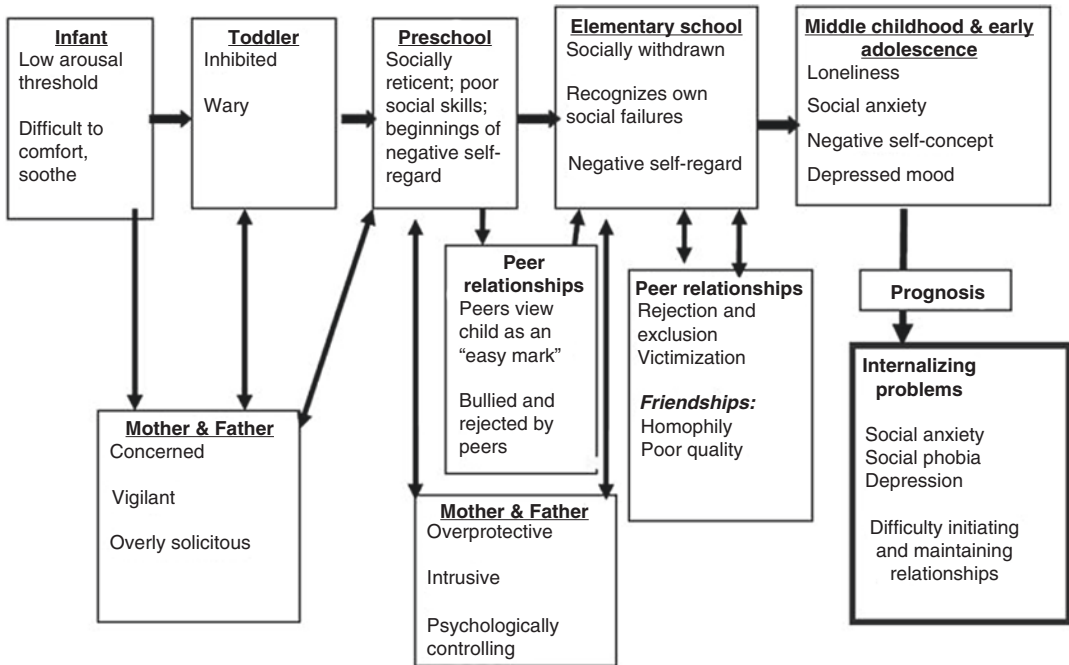 Infant
Low arousal
threshold
Difficult to
comfort,
soothe
Toddler
Inhibited
Wary
Preschool
Socially
reticent; poor
social skills;
beginnings of
negative self-
regard
Elementary school
Socially withdrawn
Recognizes own
social failures
Negative self-regard
Middle childhood & early
adolescence
Loneliness
Social anxiety
Negative self-concept
Depressed mood
Mother & Father
Concerned
Vigilant
Overly solicitous
Peer
relationships
Peers view
child as an
“easy mark”
Bullied and
rejected by
peers
Mother & Father
Overprotective
Intrusive
Psychologically
controlling
Peer relationships
Rejection and
exclusion
Victimization
Friendships:
Homophily
Poor quality
Prognosis
Internalizing
problems
Social anxiety
Social phobia
Depression
Difficulty initiating
and maintaining
relationships